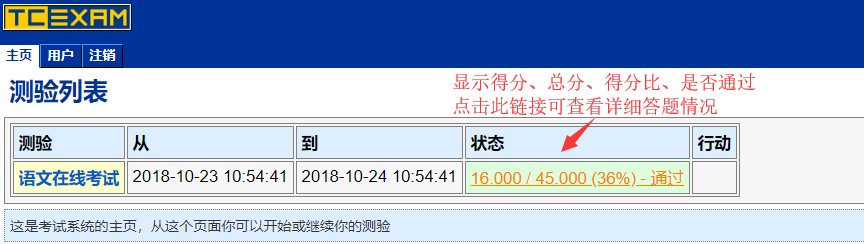 TCEXAM
主页 用户 注销
测验列表
显示得分、总分、得分比、是否通过
点击此链接可查看详细答题情况
测验 从 到 状态 行动
语文在线考试 2018-10-23 10:54:41 2018-10-24 10:54:41 16.000 / 45.000 (36%) - 通过
这是考试系统的主页，从这个页面你可以开始或继续你的测验